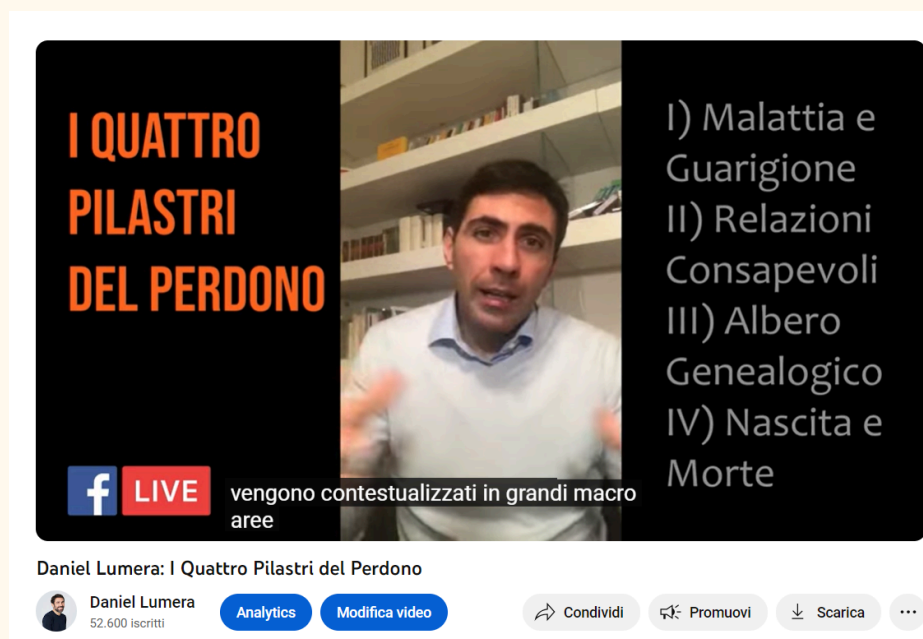 I QUATTRO
PILASTRI
DEL PERDONO
I) Malattia e
Guarigione
II) Relazioni
Consapevoli
III) Albero
Genealogico
IV) Nascita e
Morte
f LIVE
vengono contestualizzati in grandi macro
aree
Daniel Lumera: I Quattro Pilastri del Perdono
Daniel Lumera
52.600 iscritti
Analytics
Modifica video
Condividi
Promuovi
Scarica